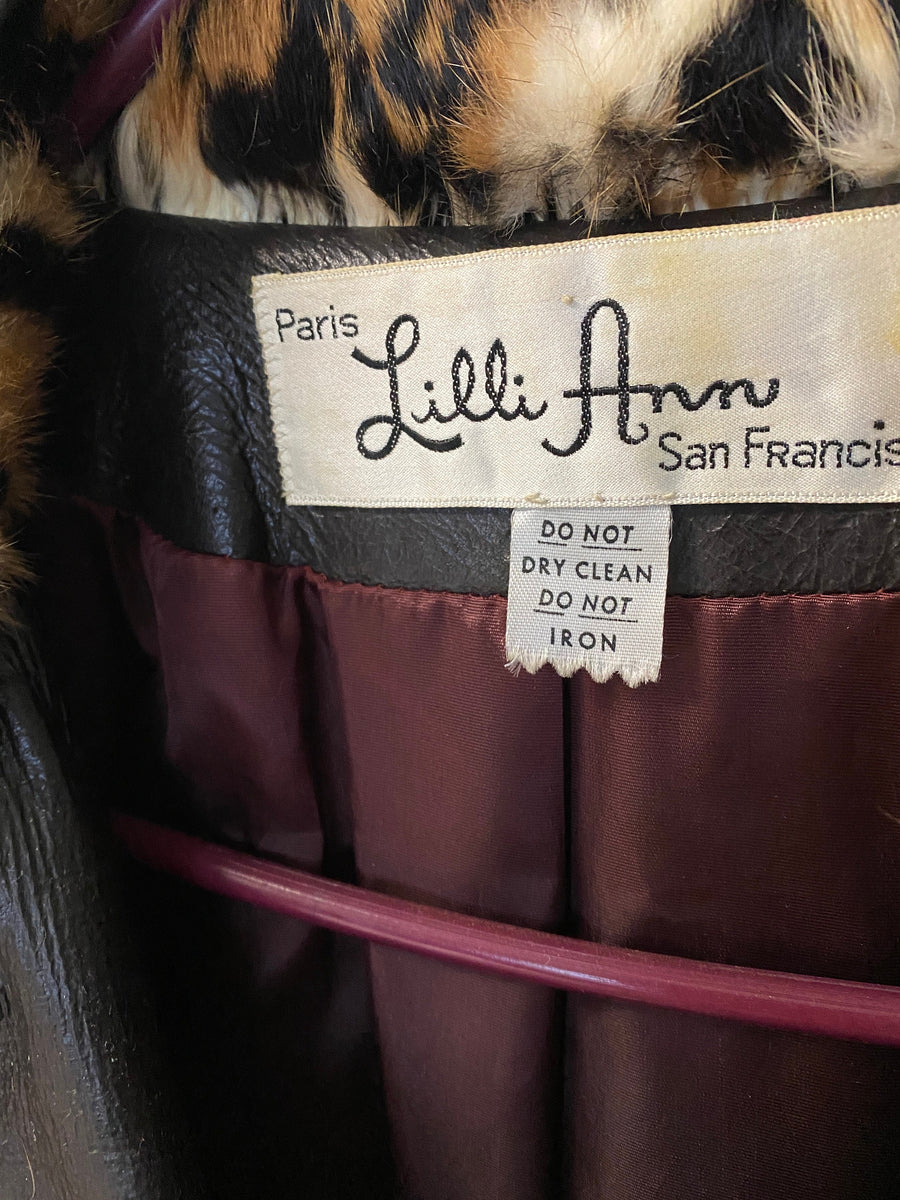 Paris
Lilli Ann
San Francis
DO NOT
DRY CLEAN
DO NOT
IRON